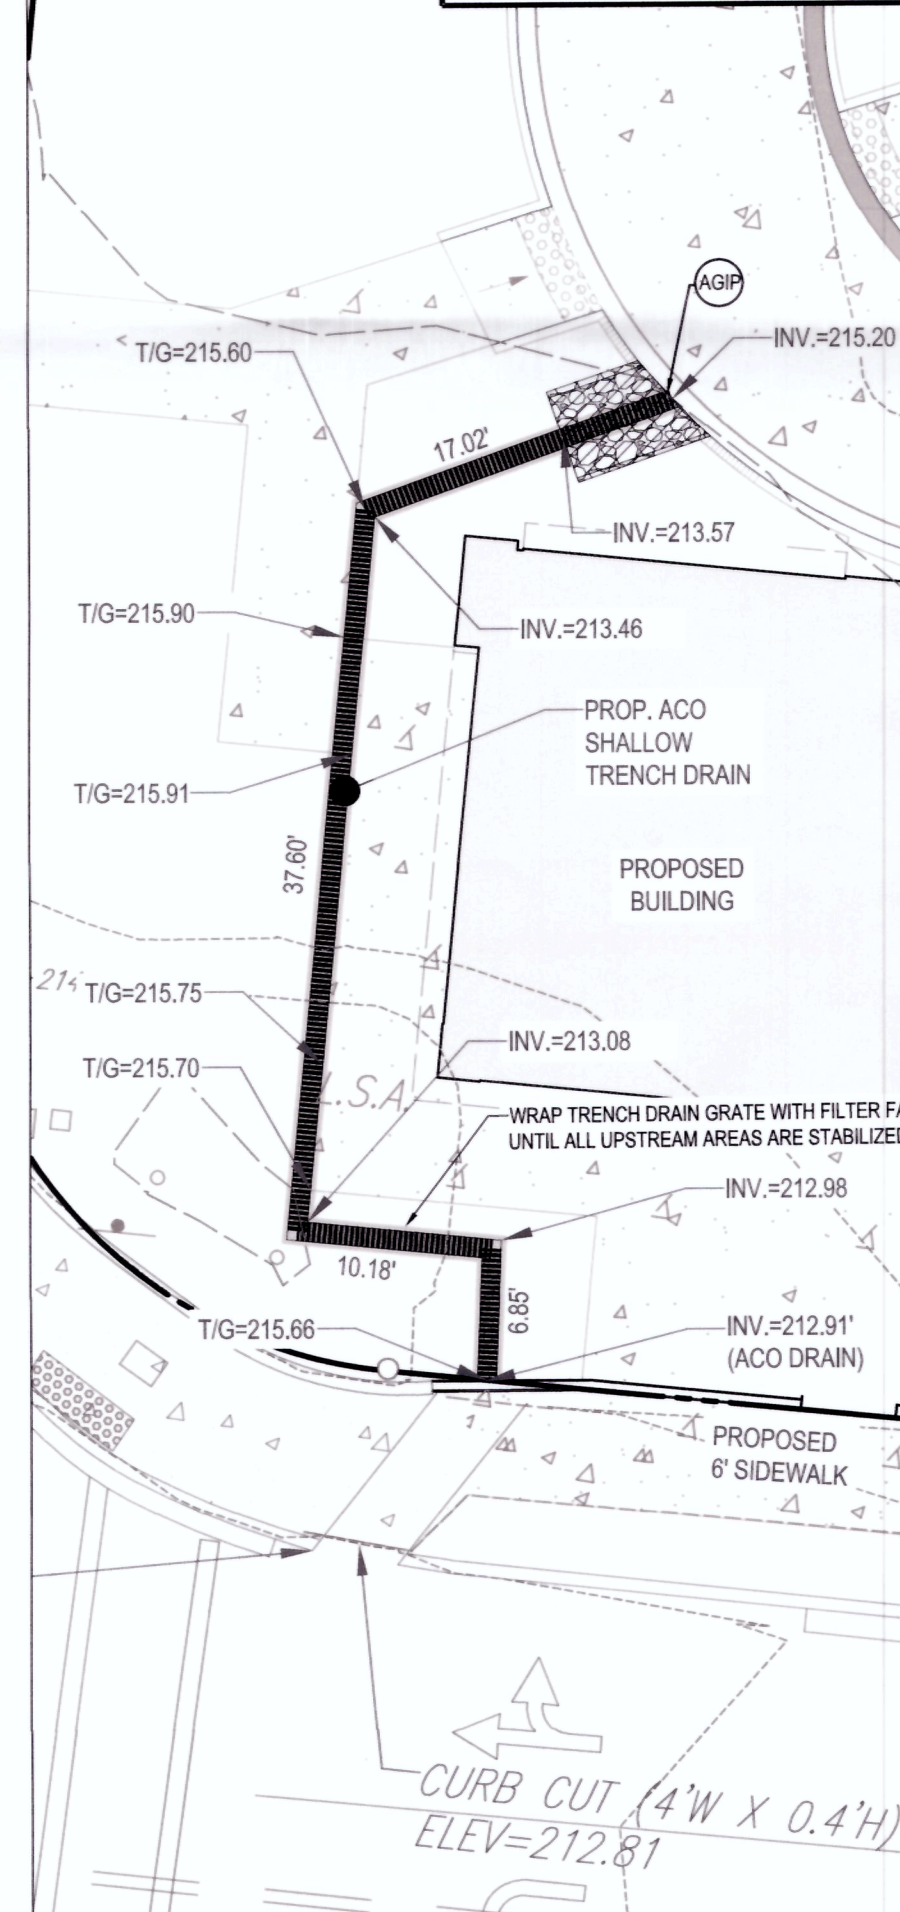 AGIP
INV.=215.20
T/G=215.60
17.02'
INV.=213.57
T/G=215.90
INV.=213.46
PROP. ACO
SHALLOW
TRENCH DRAIN
T/G=215.91
37.60'
PROPOSED
BUILDING
T/G=215.75
INV.=213.08
T/G=215.70
L.S.A.
WRAP TRENCH DRAIN GRATE WITH FILTER
UNTIL ALL UPSTREAM AREAS ARE STABILIZED
INV.=212.98
10.18'
6.85'
T/G=215.66
INV.=212.91'
(ACO DRAIN)
PROPOSED
6' SIDEWALK
CURB CUT (4'W X 0.4'H)
ELEV=212.81